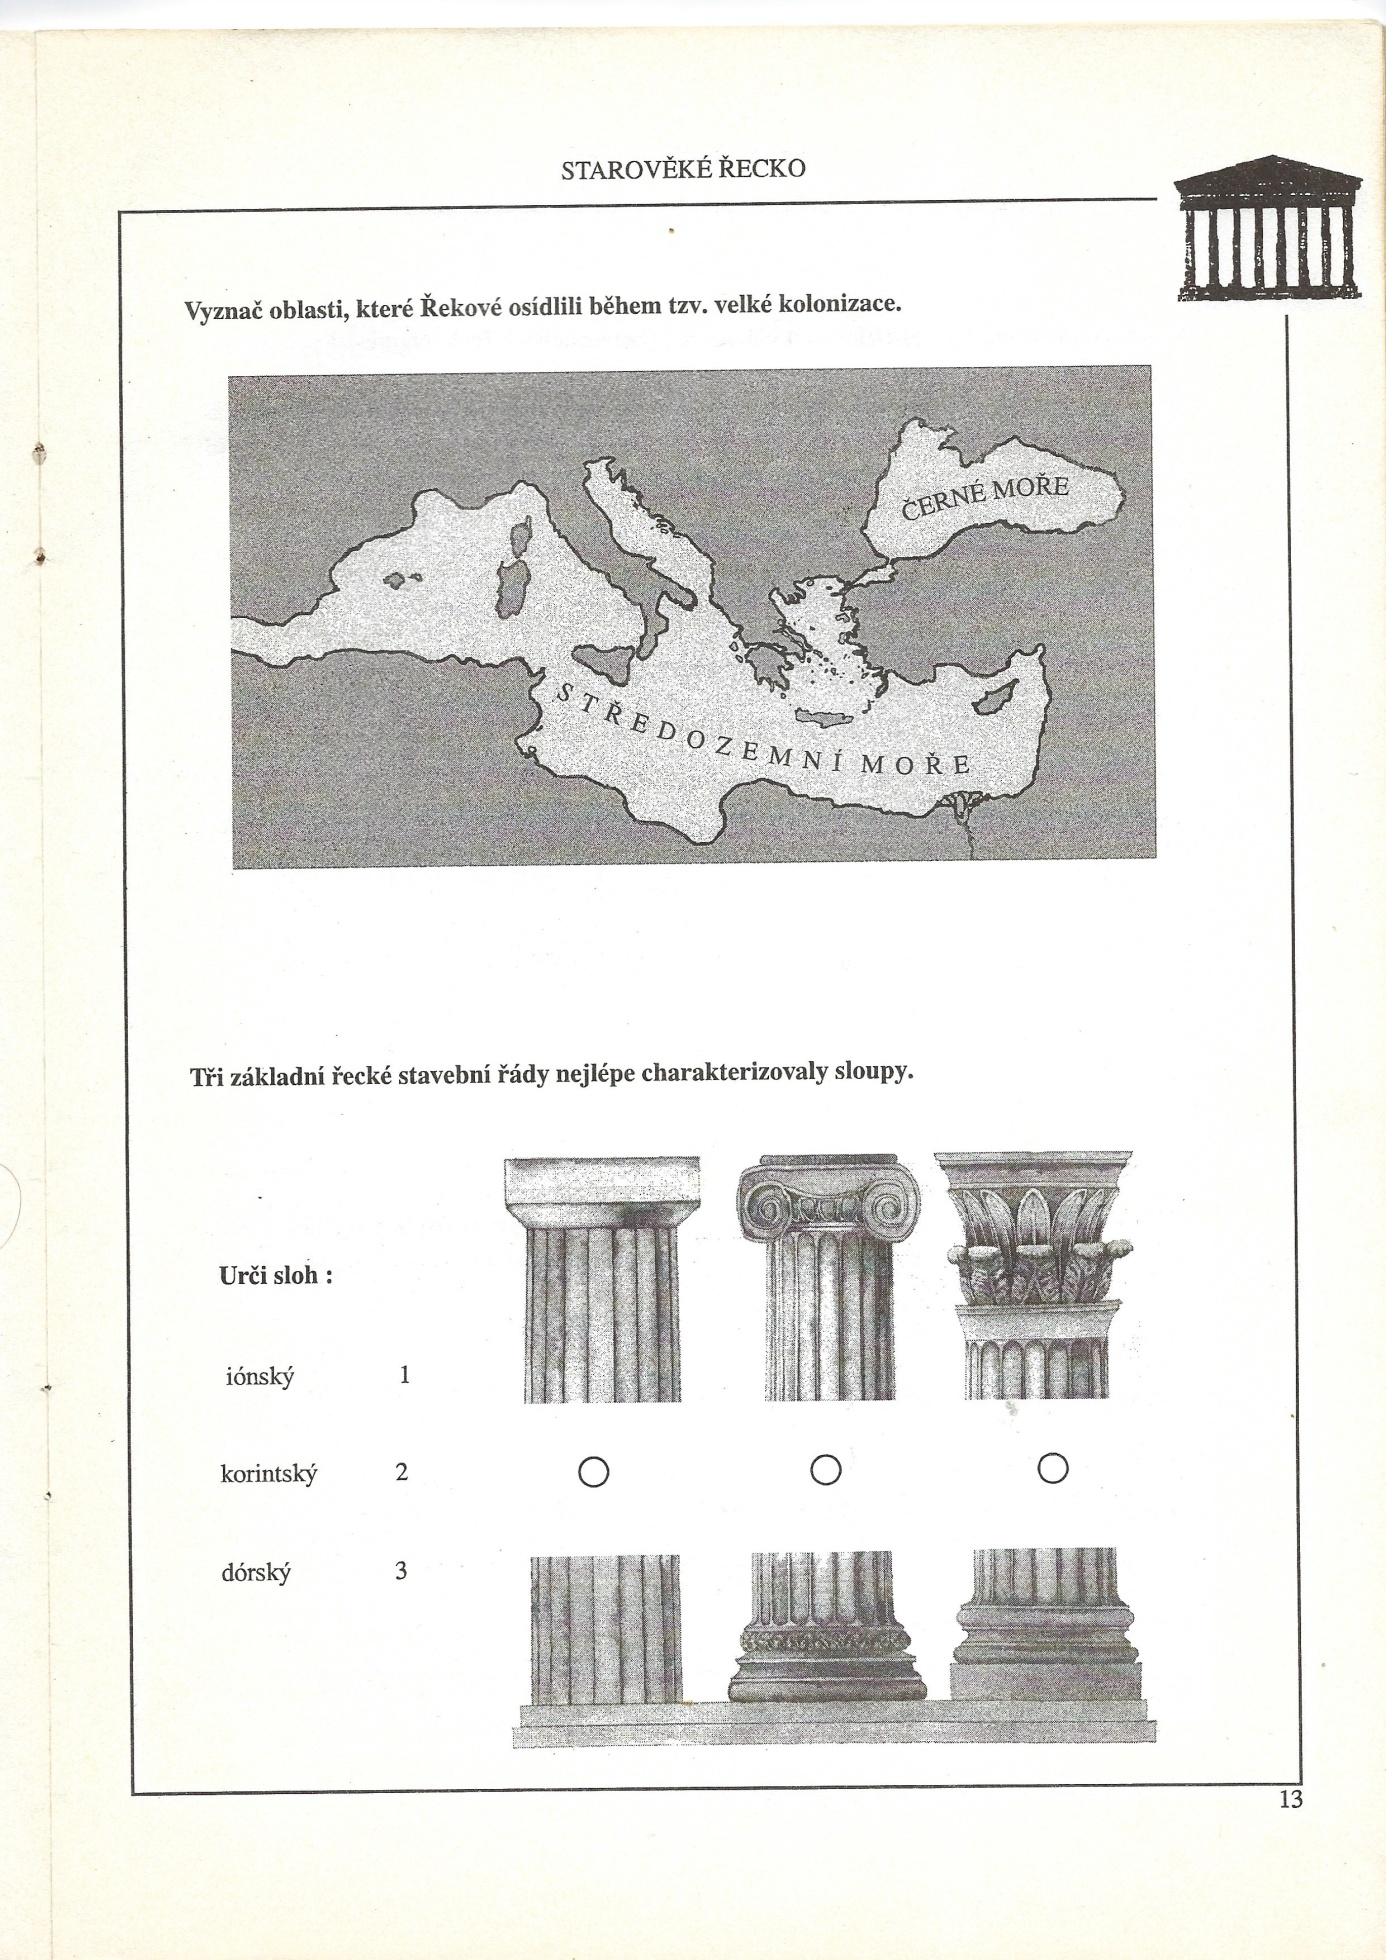 STAROVĚKÉ ŘECKO
Vyznač oblasti, které Řekové osídlili během tzv. velké kolonizace.
ČERNÉ MOŘE
STŘEDOZEMNÍ MOŘE
Tři základní řecké stavební řády nejlépe charakterizovaly sloupy.
Urči sloh :
iónský 1
korintský 2
dórský 3
13